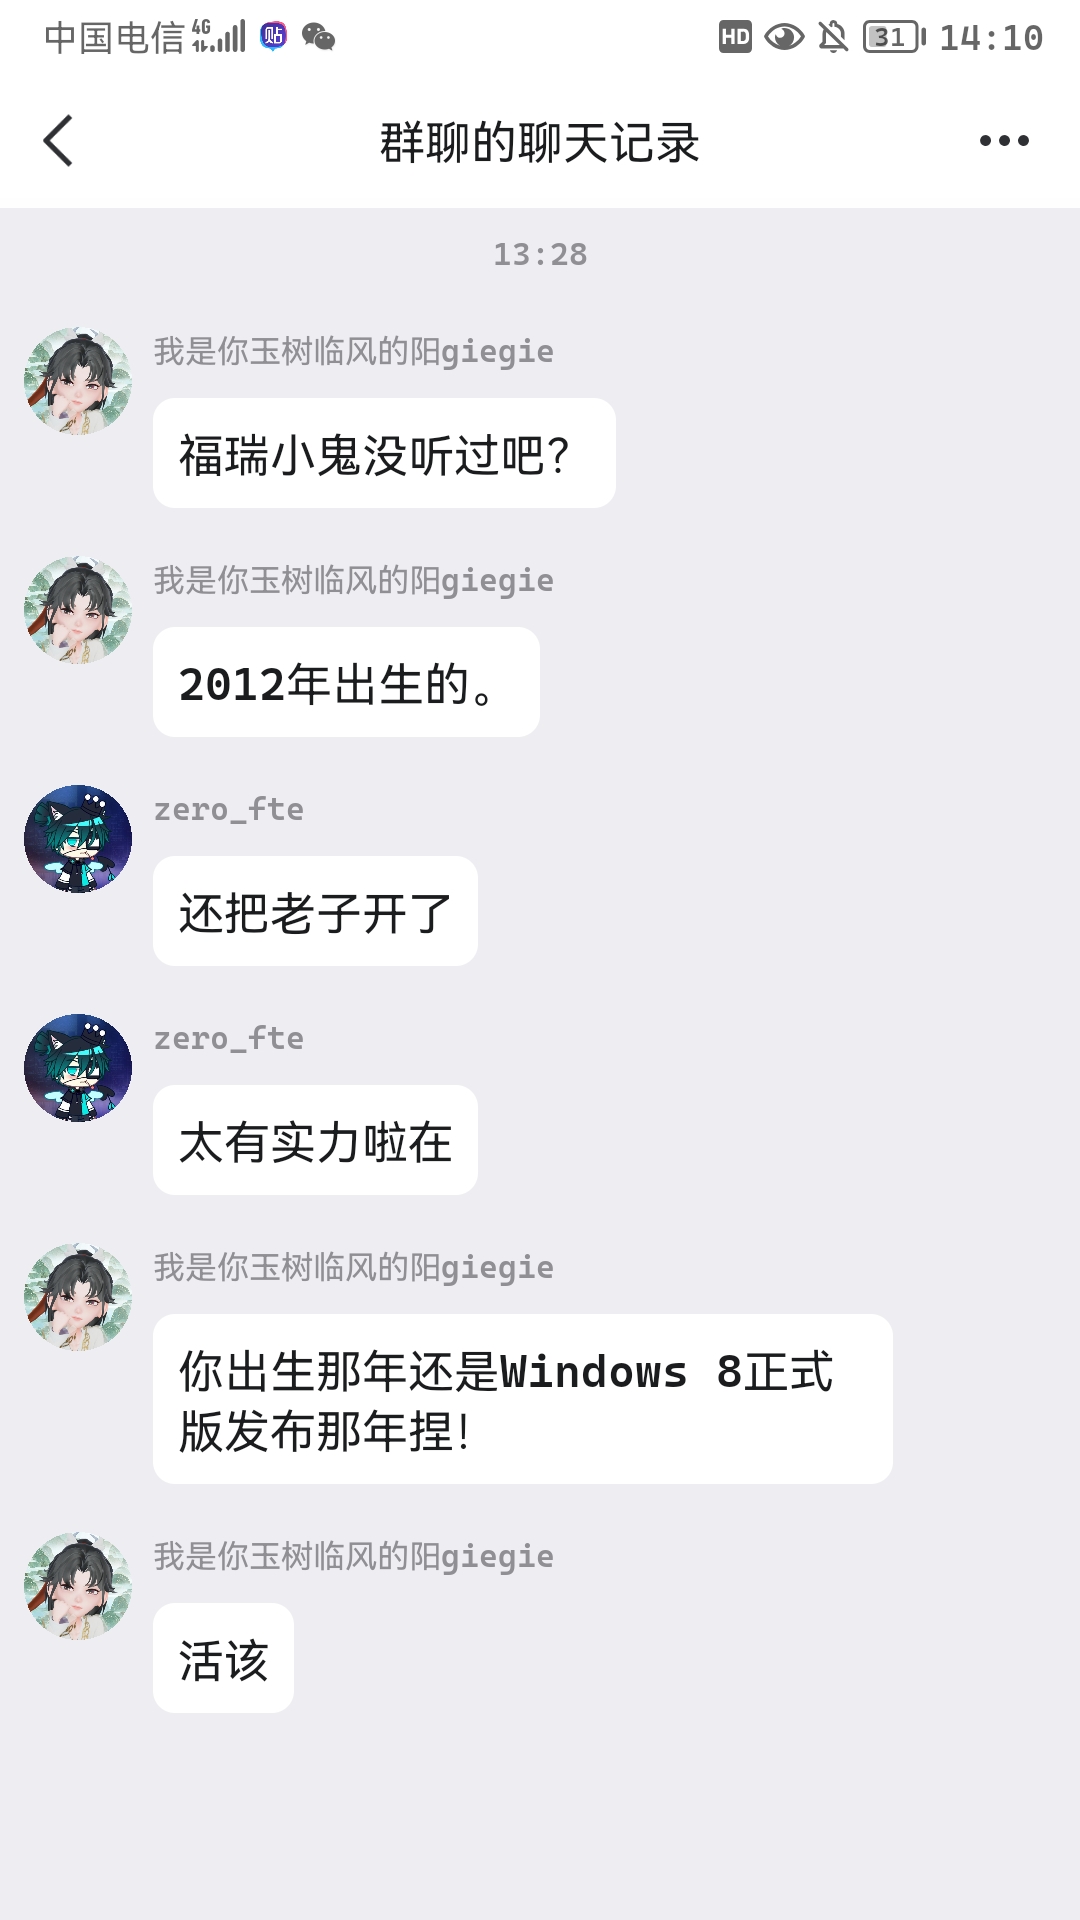 中国电信 4G 贴 HD 31 14:10
群聊的聊天记录
13:28
我是你玉树临风的阳giegie
福瑞小鬼没听过吧？
我是你玉树临风的阳giegie
2012年出生的。
zero_fte
还把老子开了
zero_fte
太有实力啦在
我是你玉树临风的阳giegie
你出生那年还是Windows 8正式
版发布那年捏！
我是你玉树临风的阳giegie
活该